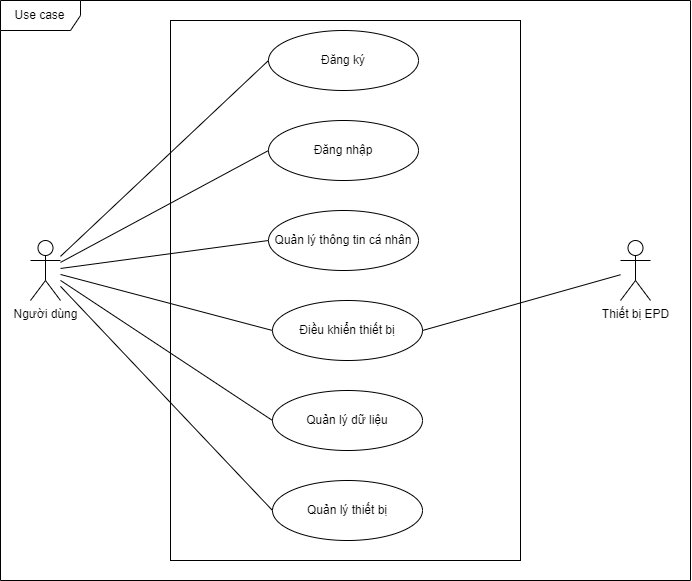 Use case
Đăng ký
Đăng nhập
Quản lý thông tin cá nhân
Người dùng
Thiết bị EPD
Điều khiển thiết bị
Quản lý dữ liệu
Quản lý thiết bị